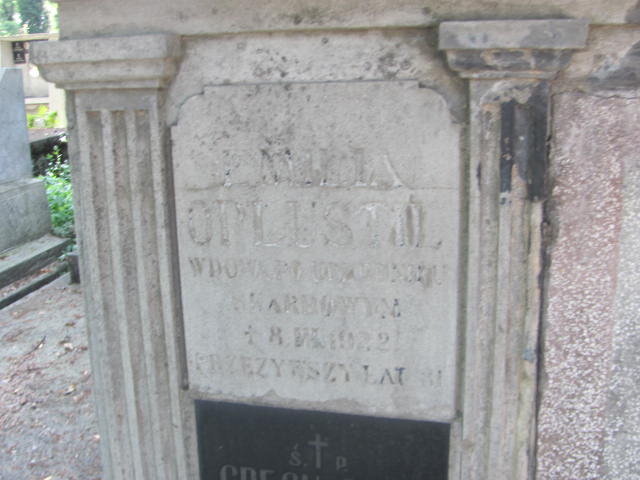 EMILIA
OPLUSTIL
WDOWA PO URZĘDNIKU
SKARBOWYM
† 8. VII. 1922
PRZEŻYWSZY LAT 81
Ś. † P.